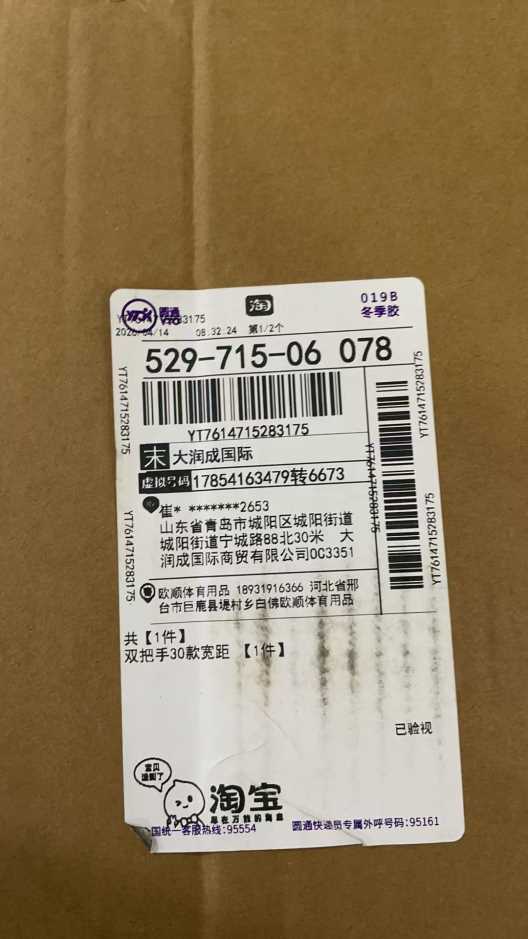 圆通
019B
冬季胶
淘
2026/04/14 08.32.24 第1/2个
529-715-06 078
YT7614715283175
末 大润成国际
虚拟号码 17854163479转6673
崔* *******2653
山东省青岛市城阳区城阳街道
城阳街道宁城路88北30米 大
润成国际商贸有限公司0C3351
欧顺体育用品 18931916366 河北省邢
台市巨鹿县堤村乡白佛欧顺体育用品
共【1件】
双把手30款宽距 【1件】
已验视
淘宝
国统一客服热线:95554
圆通快递员专属外呼号码:95161
YT7614715283175
YT7614715283175
YT7614715283175
YT7614715283175
YT7614715283175